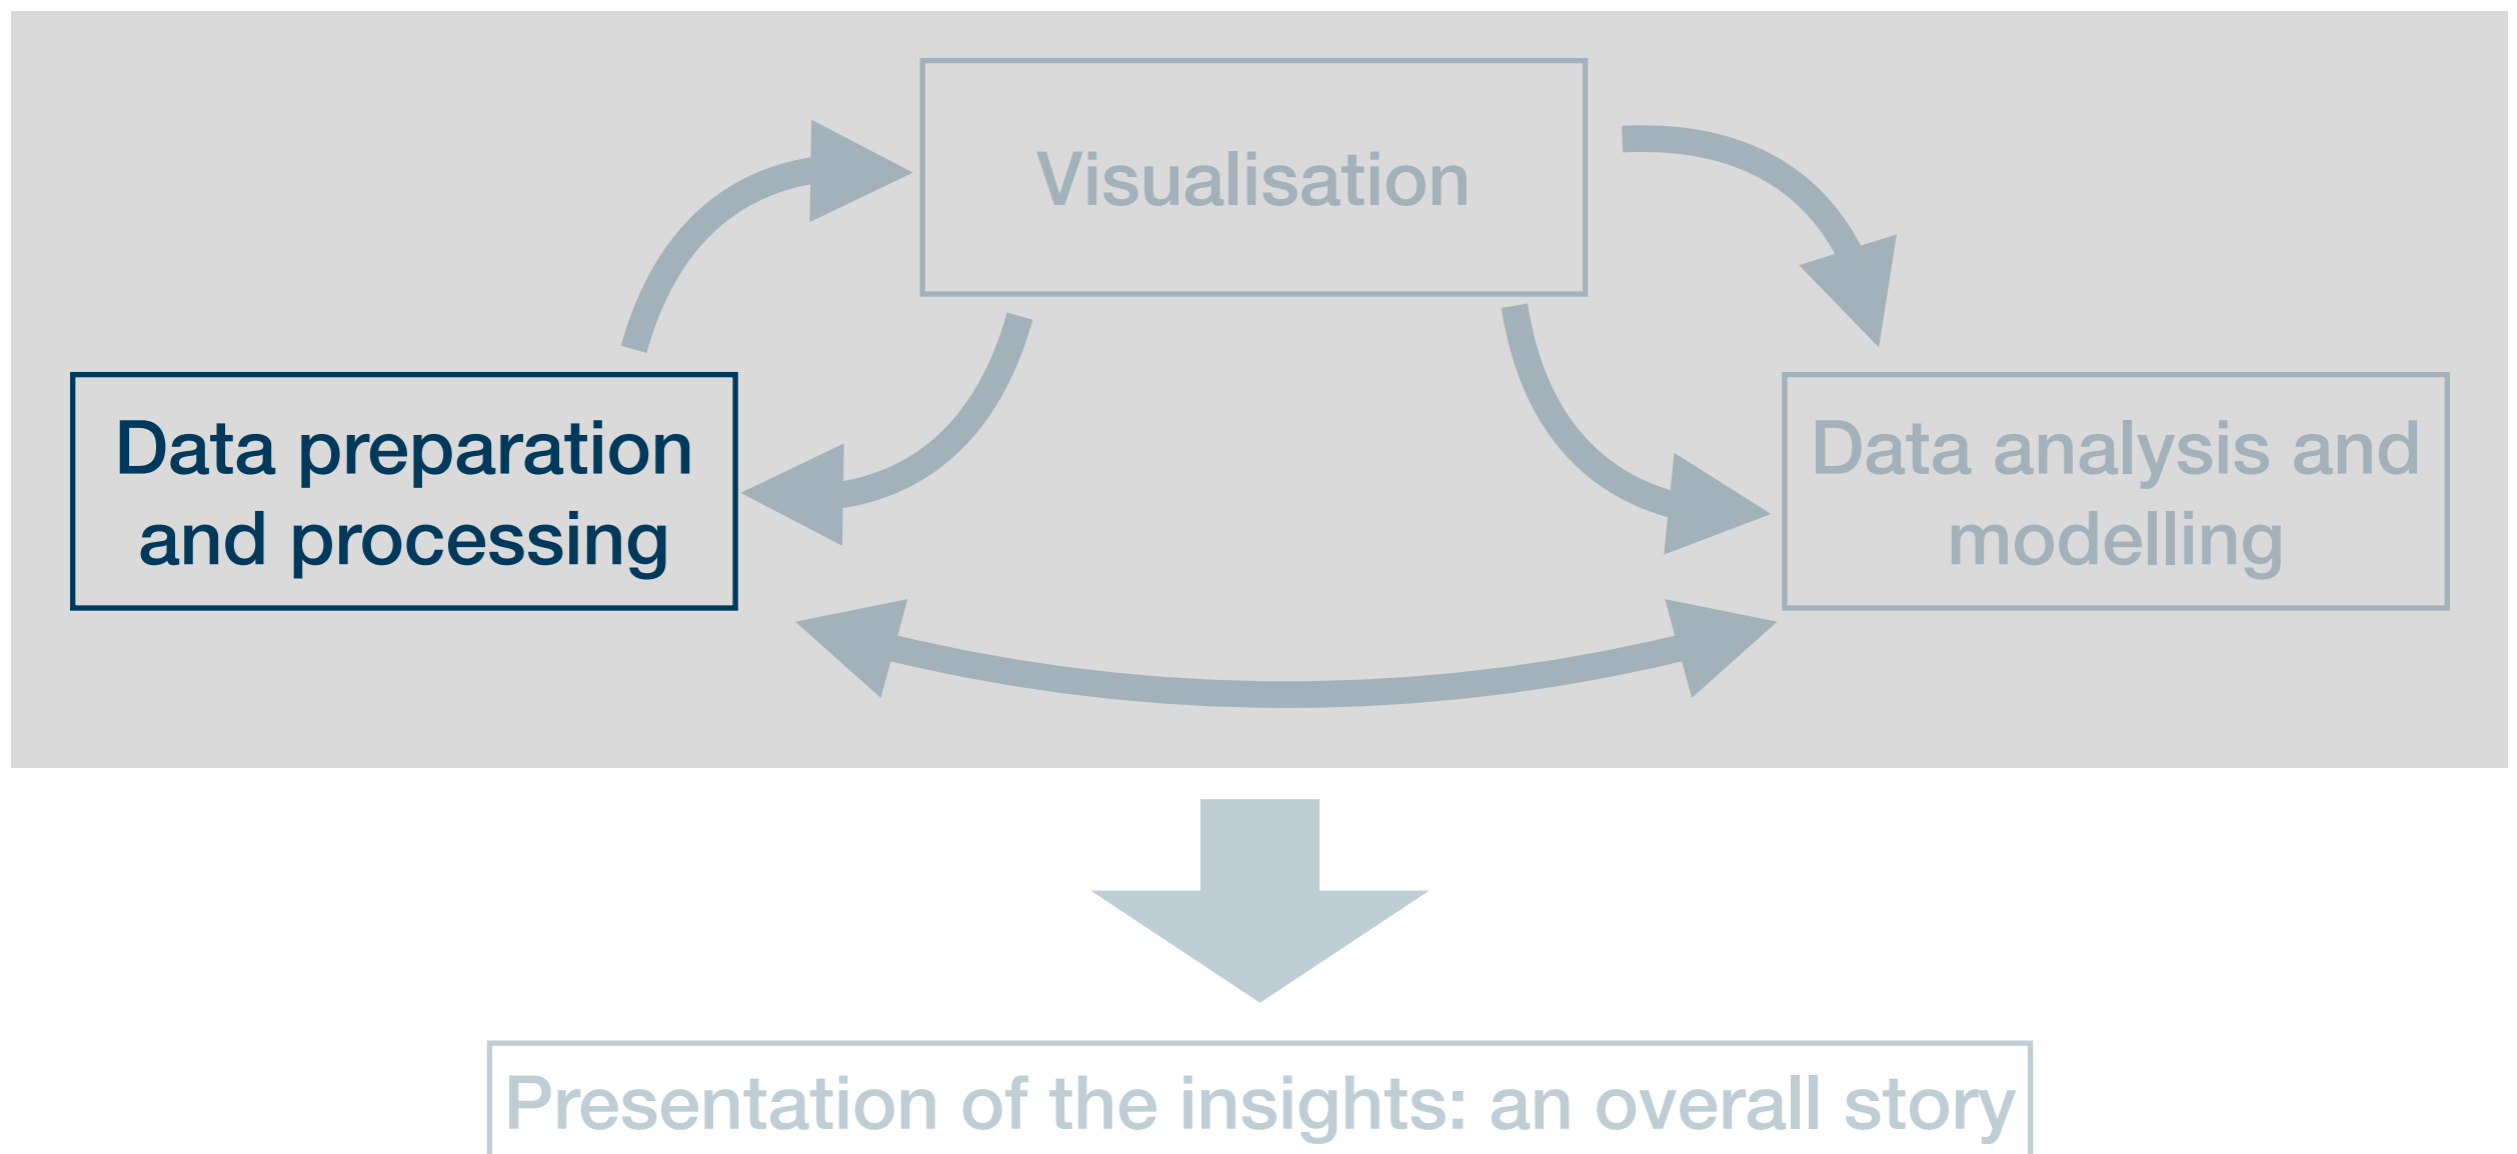 Visualisation
Data preparation
and processing
Data analysis and
modelling
Presentation of the insights: an overall story